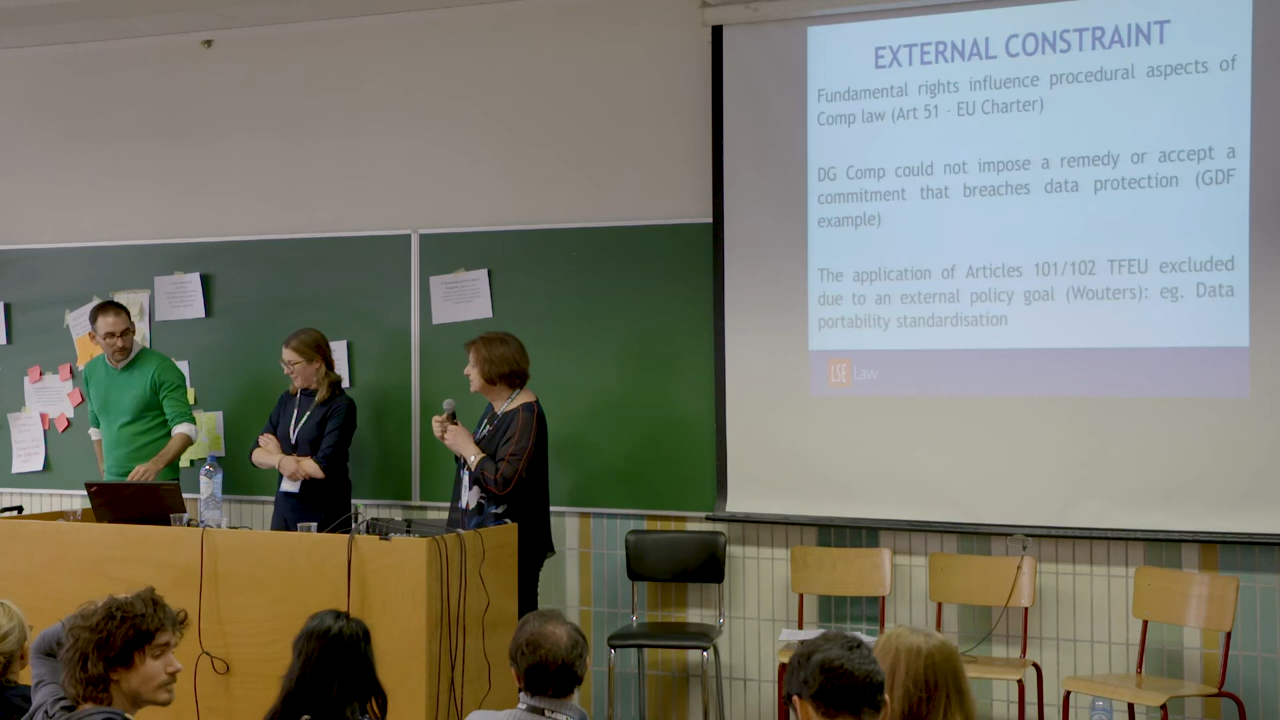 EXTERNAL CONSTRAINT
Fundamental rights influence procedural aspects of
Comp law (Art 51 - EU Charter)
DG Comp could not impose a remedy or accept a
commitment that breaches data protection (GDF
example)
The application of Articles 101/102 TFEU excluded
due to an external policy goal (Wouters): eg. Data
portability standardisation
LSE Law